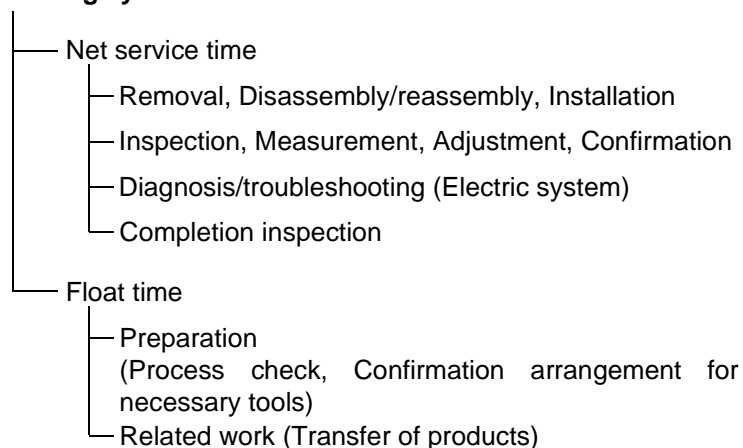 Net service time
Removal, Disassembly/reassembly, Installation
Inspection, Measurement, Adjustment, Confirmation
Diagnosis/troubleshooting (Electric system)
Completion inspection
Float time
Preparation
(Process check, Confirmation arrangement for
necessary tools)
Related work (Transfer of products)